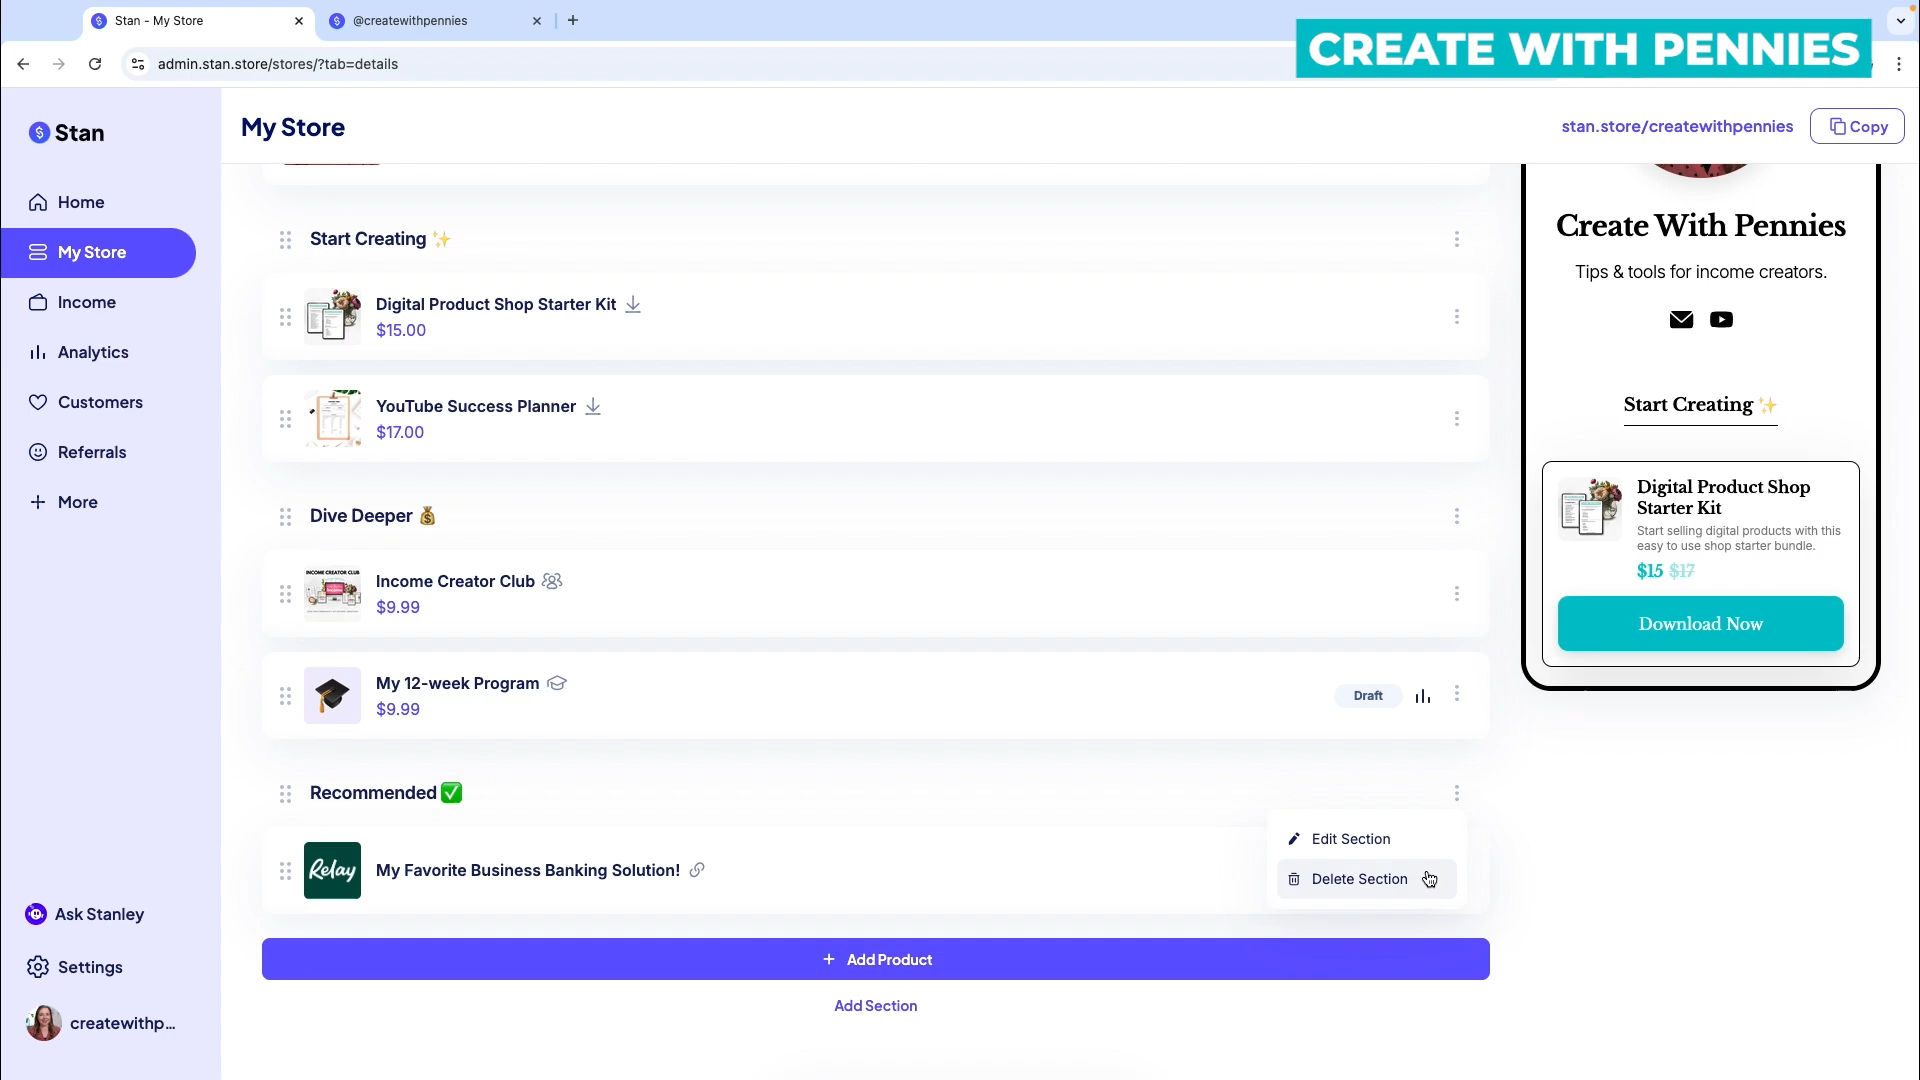 Stan - My Store
@createwithpennies
CREATE WITH PENNIES
admin.stan.store/stores/?tab=details
Stan
My Store
stan.store/createwithpennies
Copy
Home
My Store
Income
Analytics
Customers
Referrals
More
Ask Stanley
Settings
createwithp...
Start Creating ✨
Digital Product Shop Starter Kit
$15.00
YouTube Success Planner
$17.00
Dive Deeper 💰
INCOME CREATOR CLUB
Income Creator Club
$9.99
My 12-week Program
$9.99
Draft
Recommended ✅
Relay
My Favorite Business Banking Solution!
Edit Section
Delete Section
Add Product
Add Section
Create With Pennies
Tips & tools for income creators.
Start Creating ✨
Digital Product Shop
Starter Kit
Start selling digital products with this
easy to use shop starter bundle.
$15 $17
Download Now